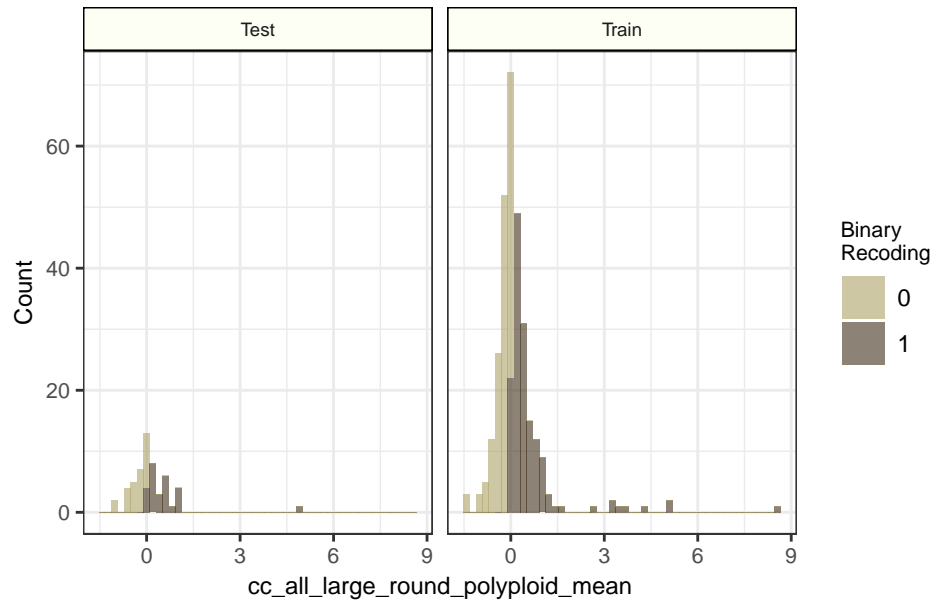 Test
Train
60
40
20
0
Count
0
3
6
9
0
3
6
9
cc_all_large_round_polyploid_mean
Binary
Recoding
0
1